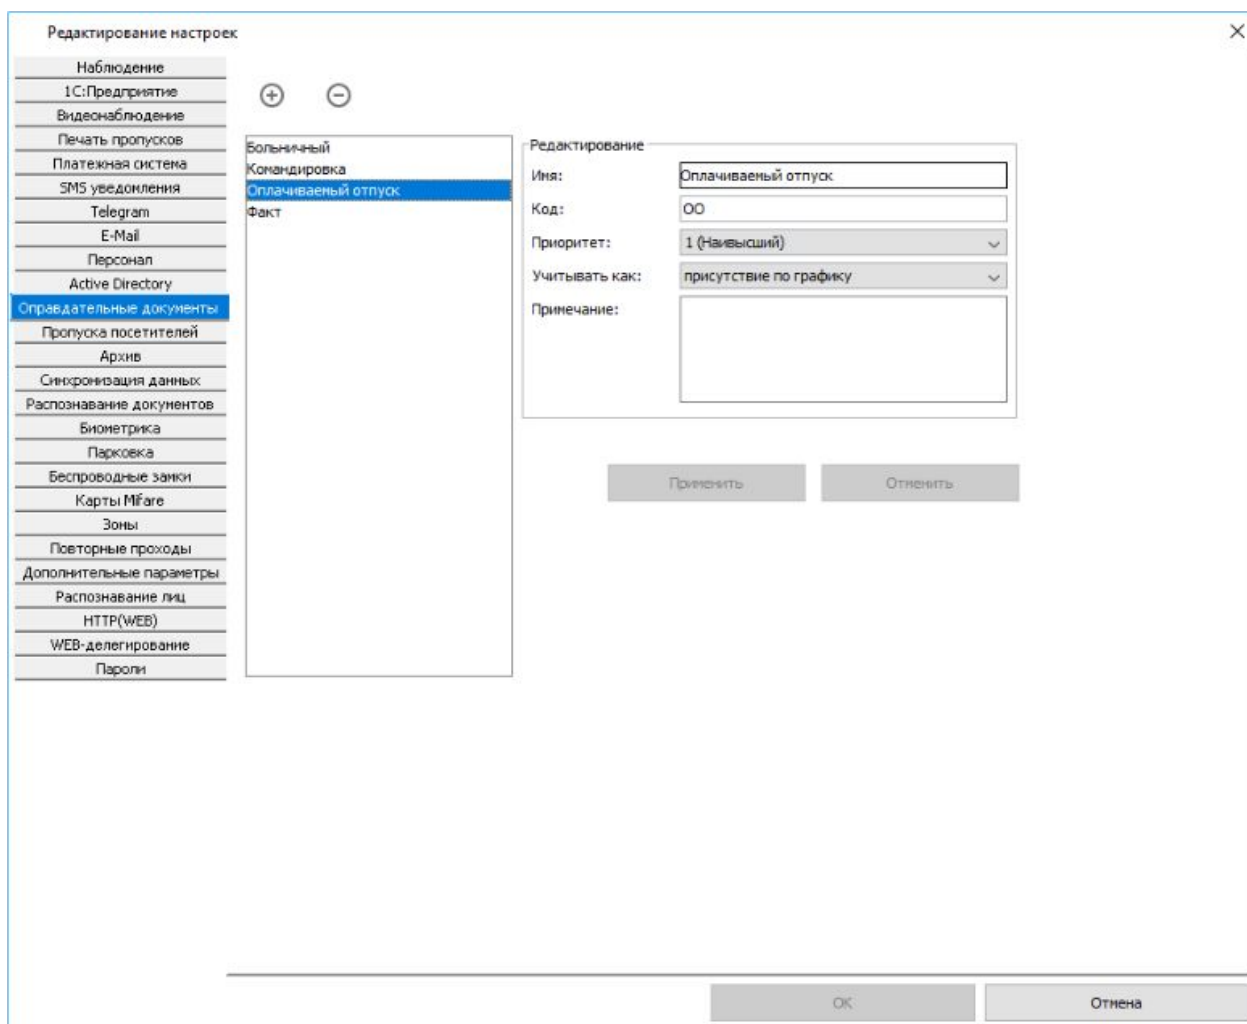 Редактирование настроек
Наблюдение
1С:Предприятие
Видеонаблюдение
Печать пропусков
Платежная система
SMS уведомления
Telegram
E-Mail
Персонал
Active Directory
Оправдательные документы
Пропуска посетителей
Архив
Синхронизация данных
Распознавание документов
Биометрика
Парковка
Беспроводные замки
Карты Mifare
Зоны
Повторные проходы
Дополнительные параметры
Распознавание лиц
HTTP(WEB)
WEB-делегирование
Пароли
Больничный
Командировка
Оплачиваемый отпуск
Факт
Редактирование
Имя: Оплачиваемый отпуск
Код: ОО
Приоритет: 1 (Наивысший)
Учитывать как: присутствие по графику
Примечание:
Применить Отменить
ОК Отмена